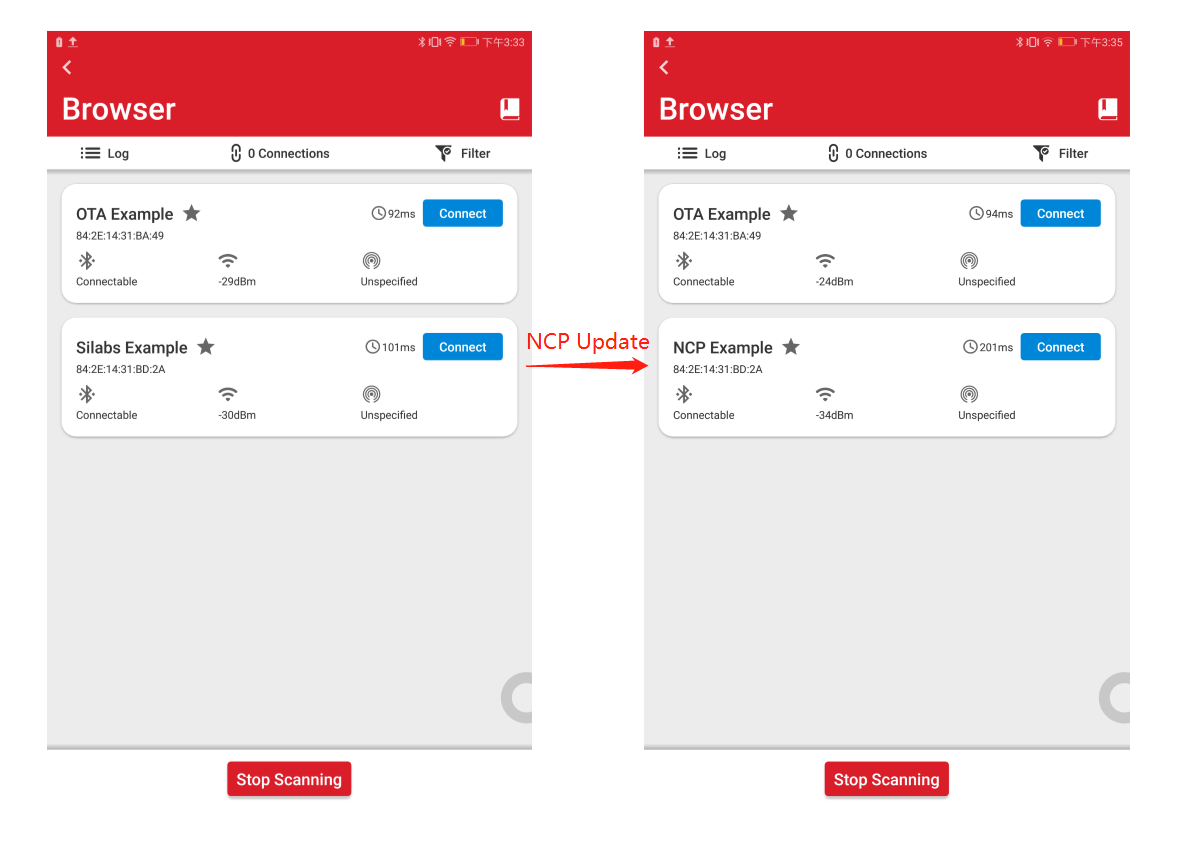 下午3:33
Browser
Log 0 Connections Filter
OTA Example 92ms Connect
84:2E:14:31:BA:49
Connectable -29dBm Unspecified
Silabs Example 101ms Connect
84:2E:14:31:BD:2A
Connectable -30dBm Unspecified
Stop Scanning
NCP Update
下午3:35
Browser
Log 0 Connections Filter
OTA Example 94ms Connect
84:2E:14:31:BA:49
Connectable -24dBm Unspecified
NCP Example 201ms Connect
84:2E:14:31:BD:2A
Connectable -34dBm Unspecified
Stop Scanning